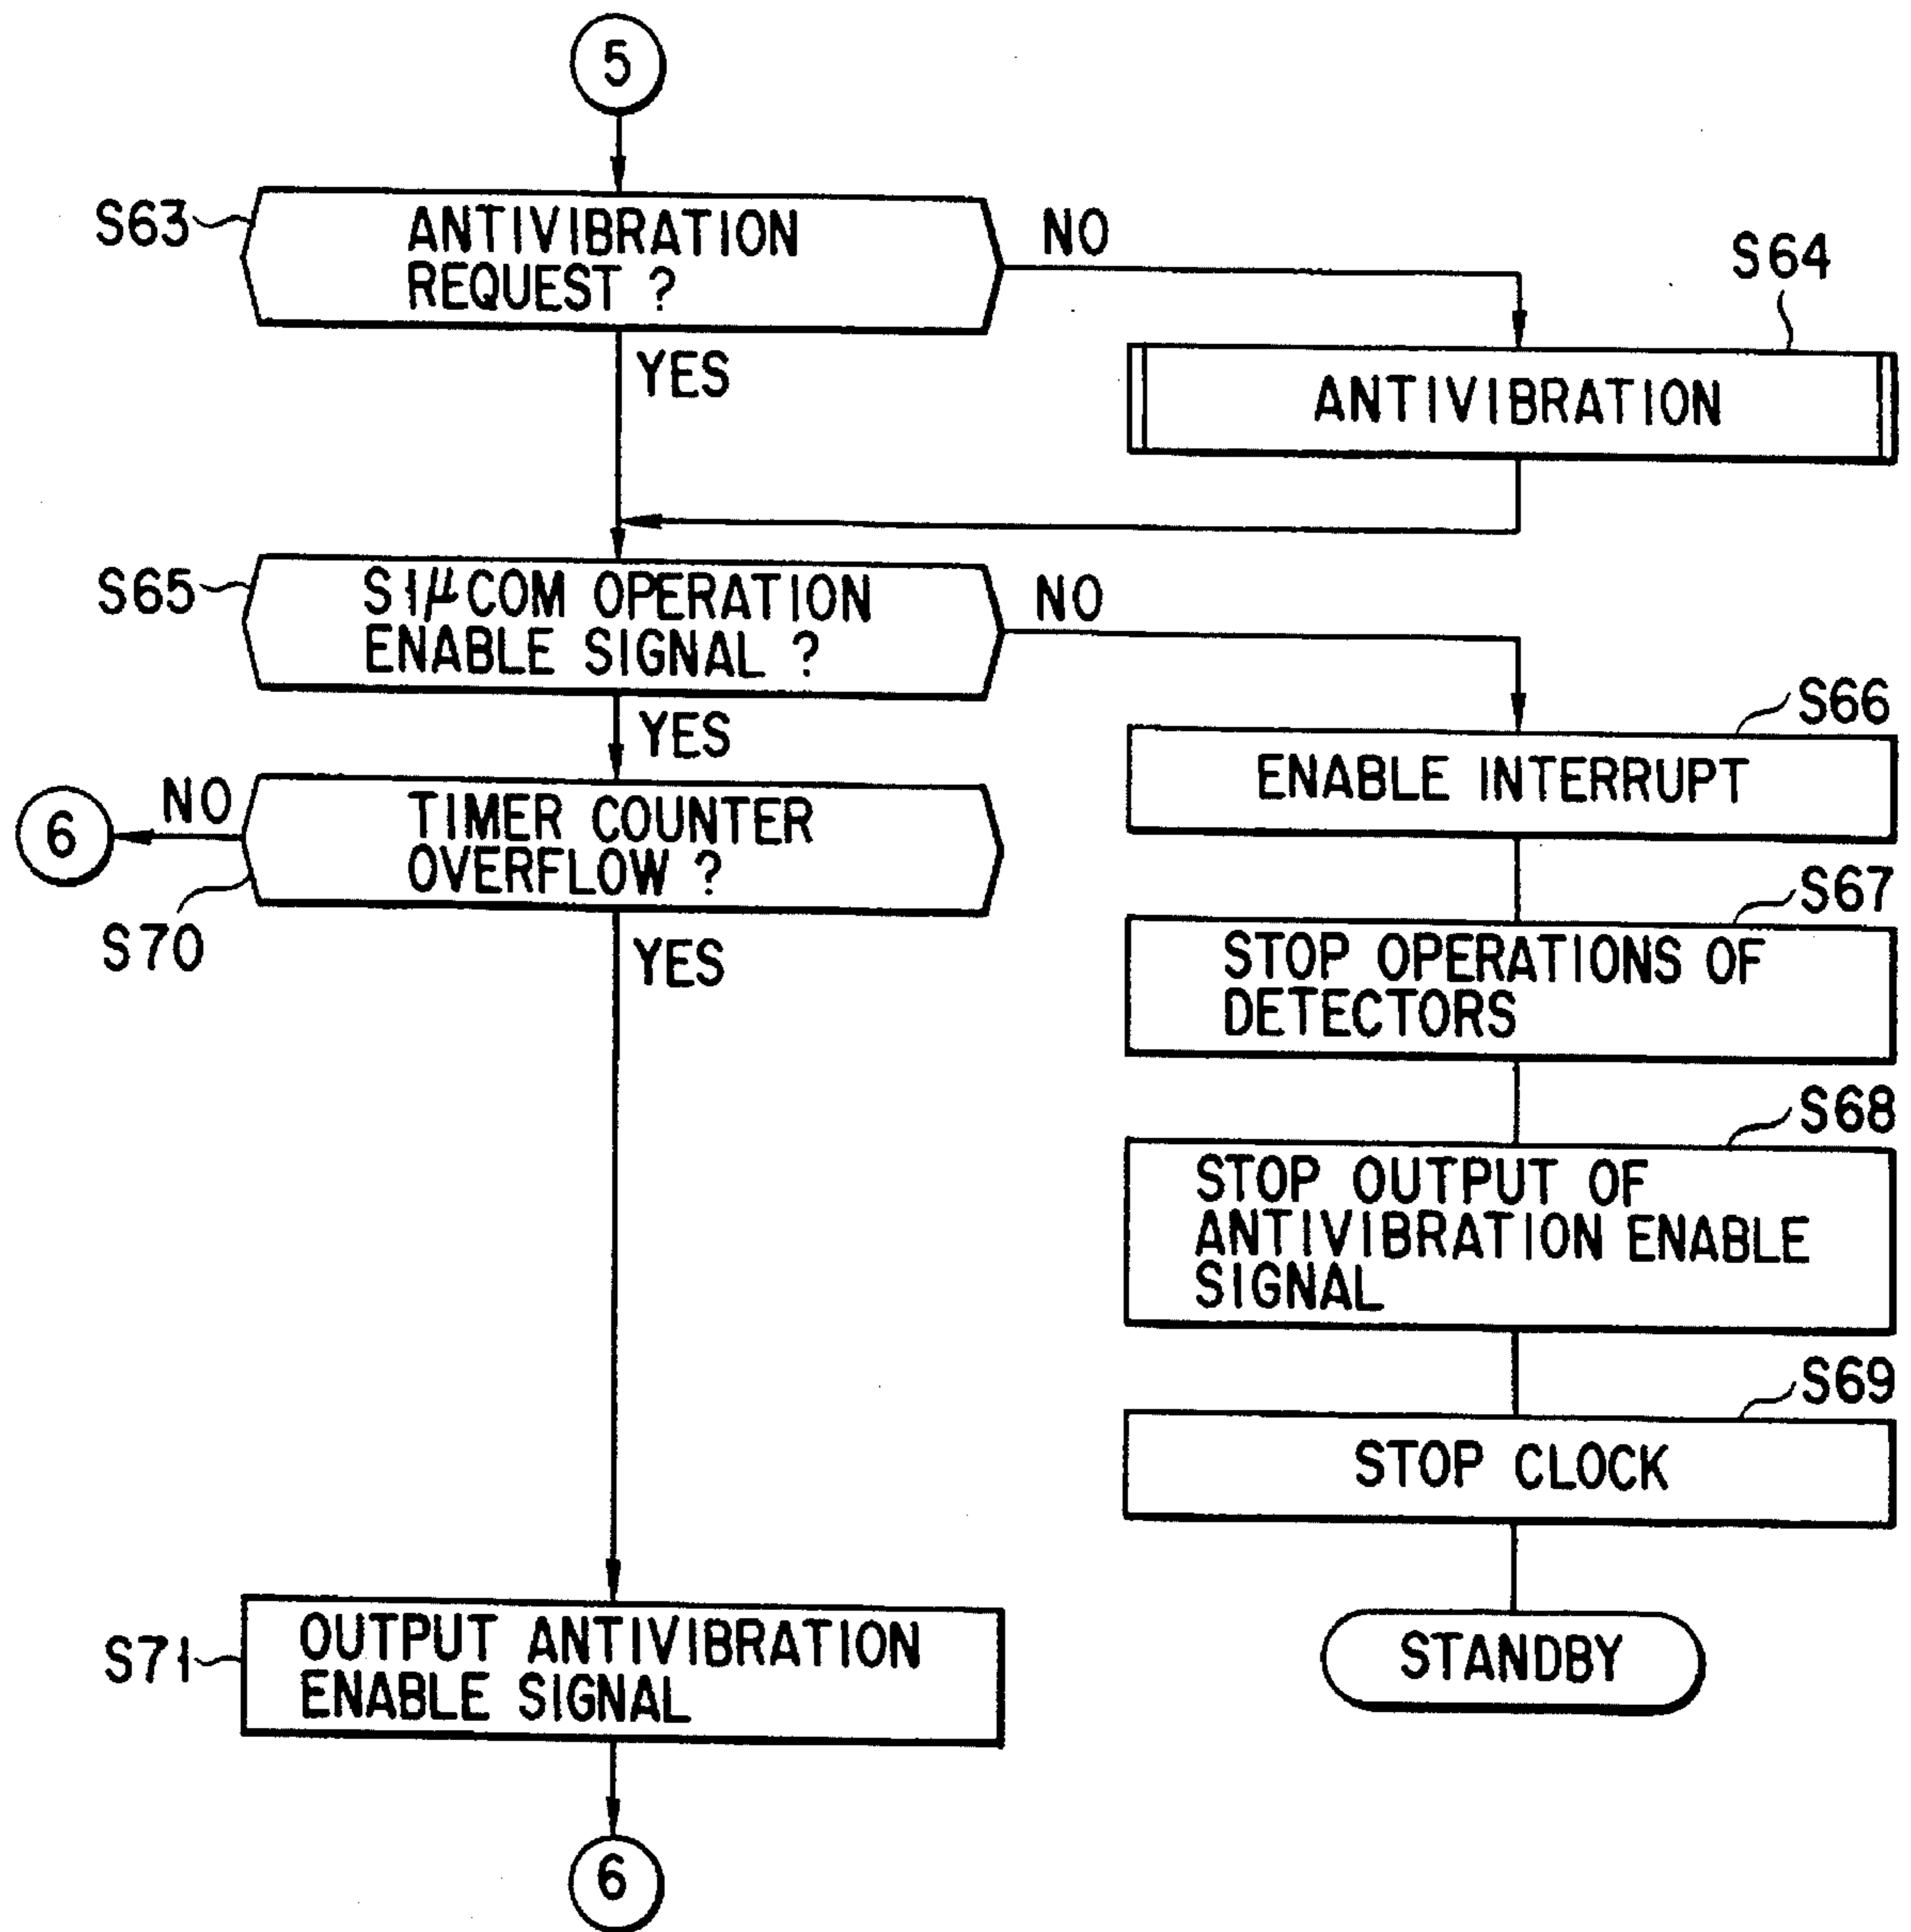 5
S63
ANTIVIBRATION
REQUEST ?
NO
YES
S64
ANTIVIBRATION
S65
S1μCOM OPERATION
ENABLE SIGNAL ?
NO
YES
S66
ENABLE INTERRUPT
6
NO
TIMER COUNTER
OVERFLOW ?
S70
YES
S67
STOP OPERATIONS OF
DETECTORS
S68
STOP OUTPUT OF
ANTIVIBRATION ENABLE
SIGNAL
S69
STOP CLOCK
S71
OUTPUT ANTIVIBRATION
ENABLE SIGNAL
STANDBY
6